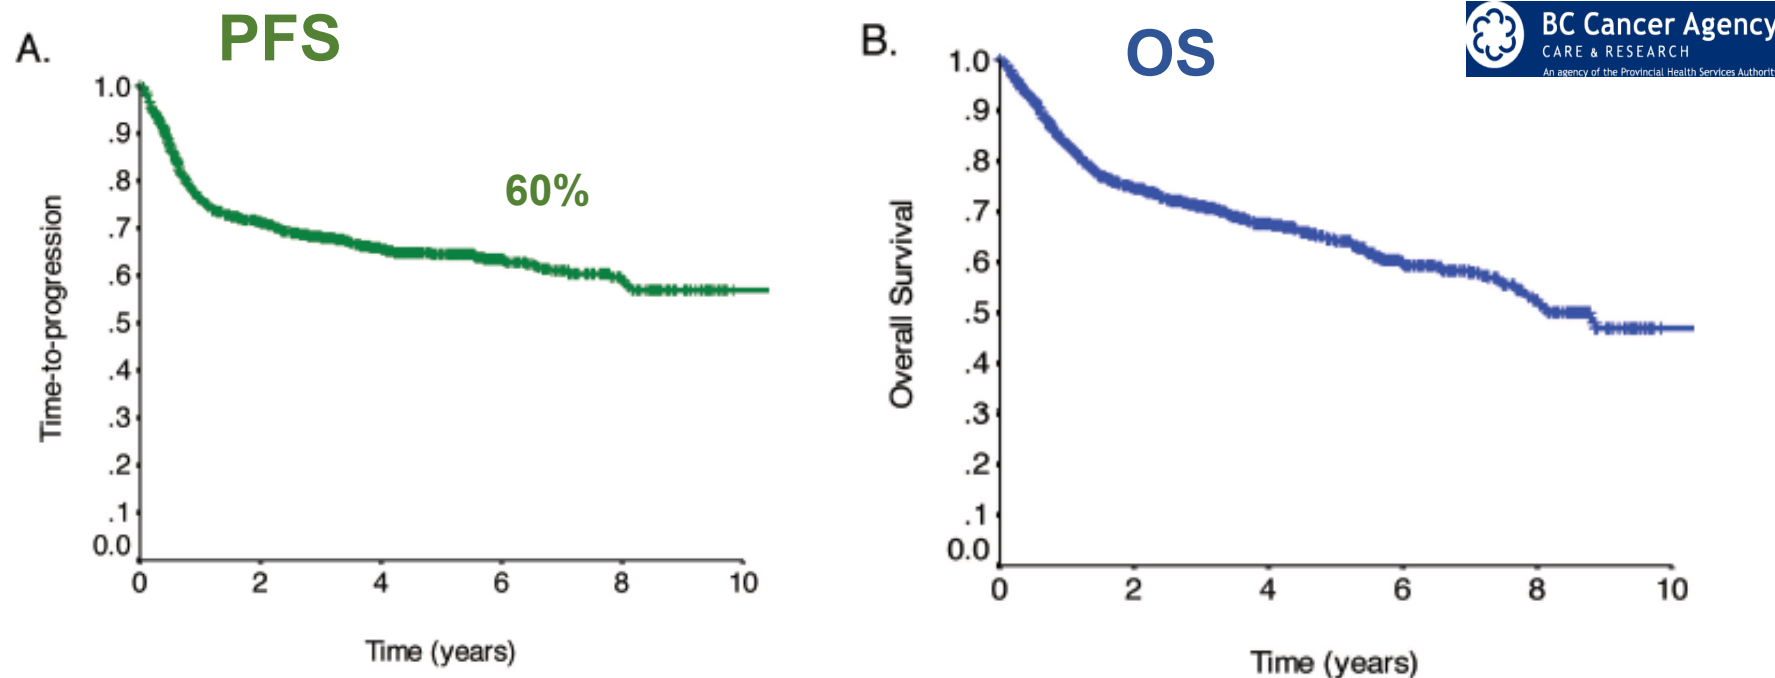 A.
PFS
1.0
.9
.8
.7
.6
.5
.4
.3
.2
.1
0.0
60%
Time-to-progression
0 2 4 6 8 10
Time (years)
B.
OS
BC Cancer Agency
CARE & RESEARCH
An agency of the Provincial Health Services Authority
1.0
.9
.8
.7
.6
.5
.4
.3
.2
.1
0.0
Overall Survival
0 2 4 6 8 10
Time (years)